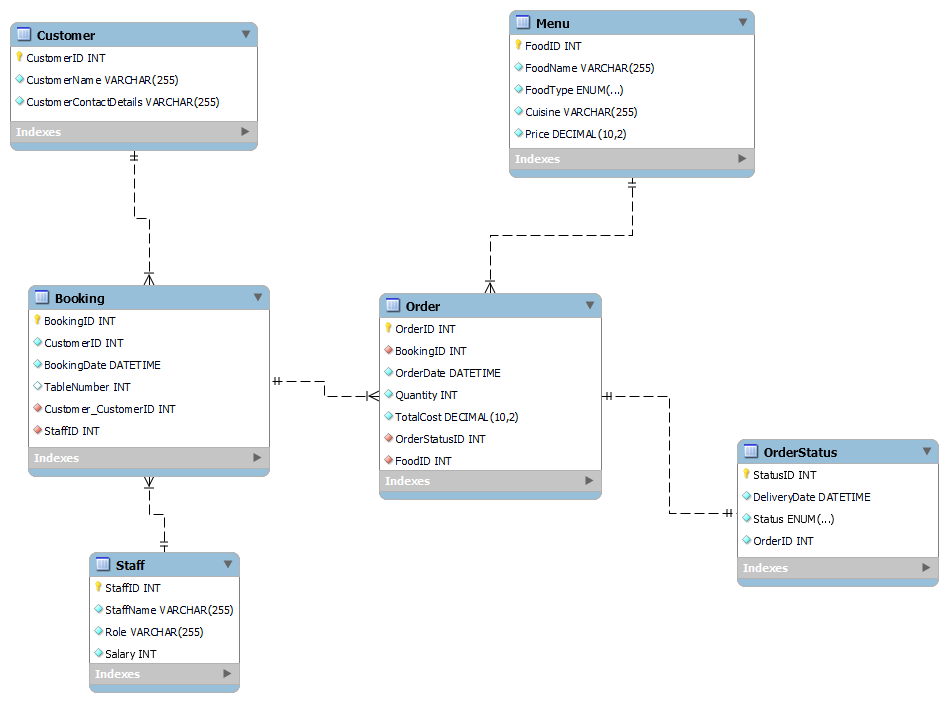 Customer
CustomerID INT
CustomerName VARCHAR(255)
CustomerContactDetails VARCHAR(255)
Indexes
Menu
FoodID INT
FoodName VARCHAR(255)
FoodType ENUM(...)
Cuisine VARCHAR(255)
Price DECIMAL(10,2)
Indexes
Booking
BookingID INT
CustomerID INT
BookingDate DATETIME
TableNumber INT
Customer_CustomerID INT
StaffID INT
Indexes
Order
OrderID INT
BookingID INT
OrderDate DATETIME
Quantity INT
TotalCost DECIMAL(10,2)
OrderStatusID INT
FoodID INT
Indexes
OrderStatus
StatusID INT
DeliveryDate DATETIME
Status ENUM(...)
OrderID INT
Indexes
Staff
StaffID INT
StaffName VARCHAR(255)
Role VARCHAR(255)
Salary INT
Indexes